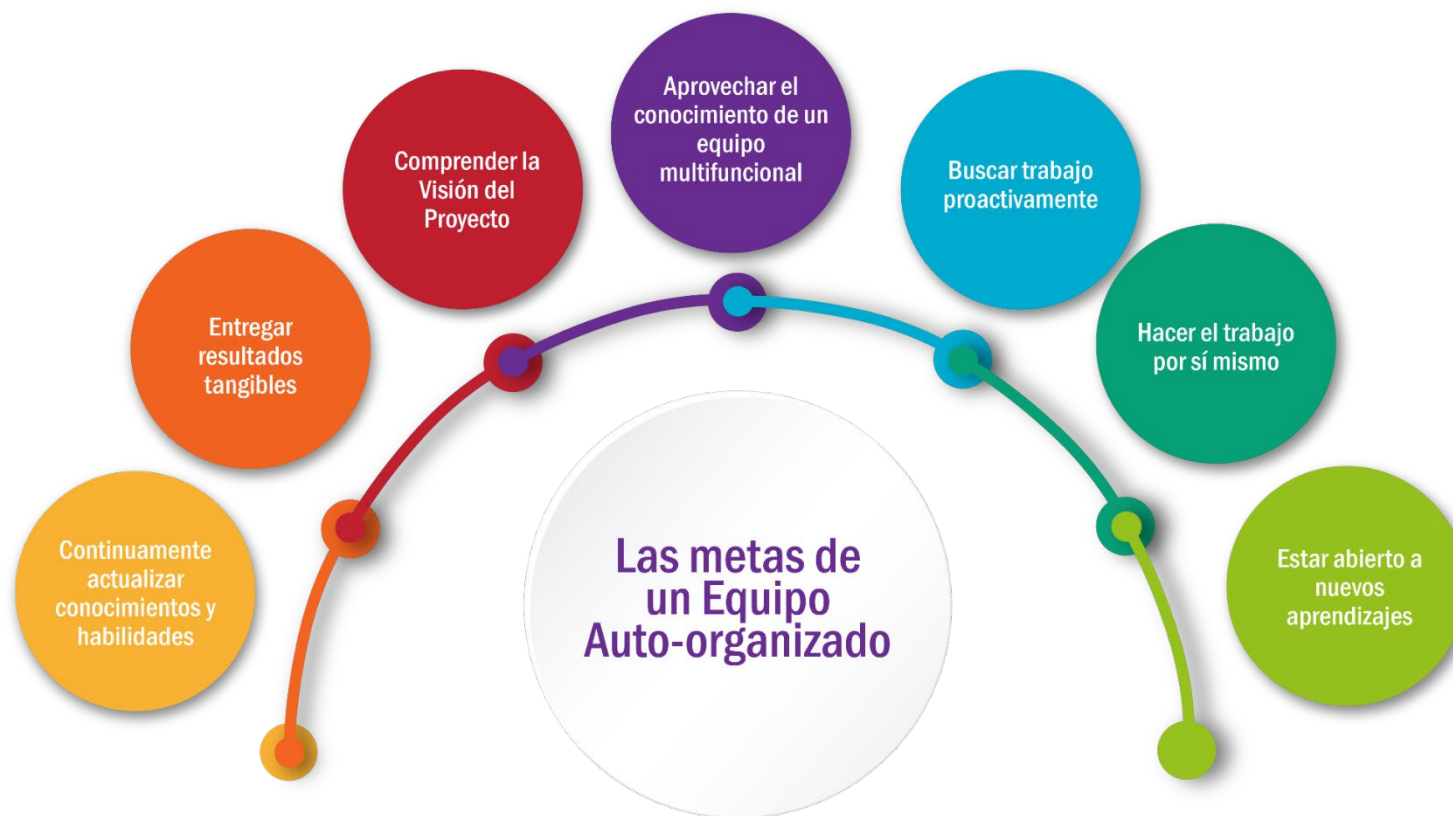 Continuamente
actualizar
conocimientos y
habilidades
Entregar
resultados
tangibles
Comprender la
Visión del
Proyecto
Aprovechar el
conocimiento de un
equipo
multifuncional
Buscar trabajo
proactivamente
Hacer el trabajo
por sí mismo
Estar abierto a
nuevos
aprendizajes
Las metas de
un Equipo
Auto-organizado